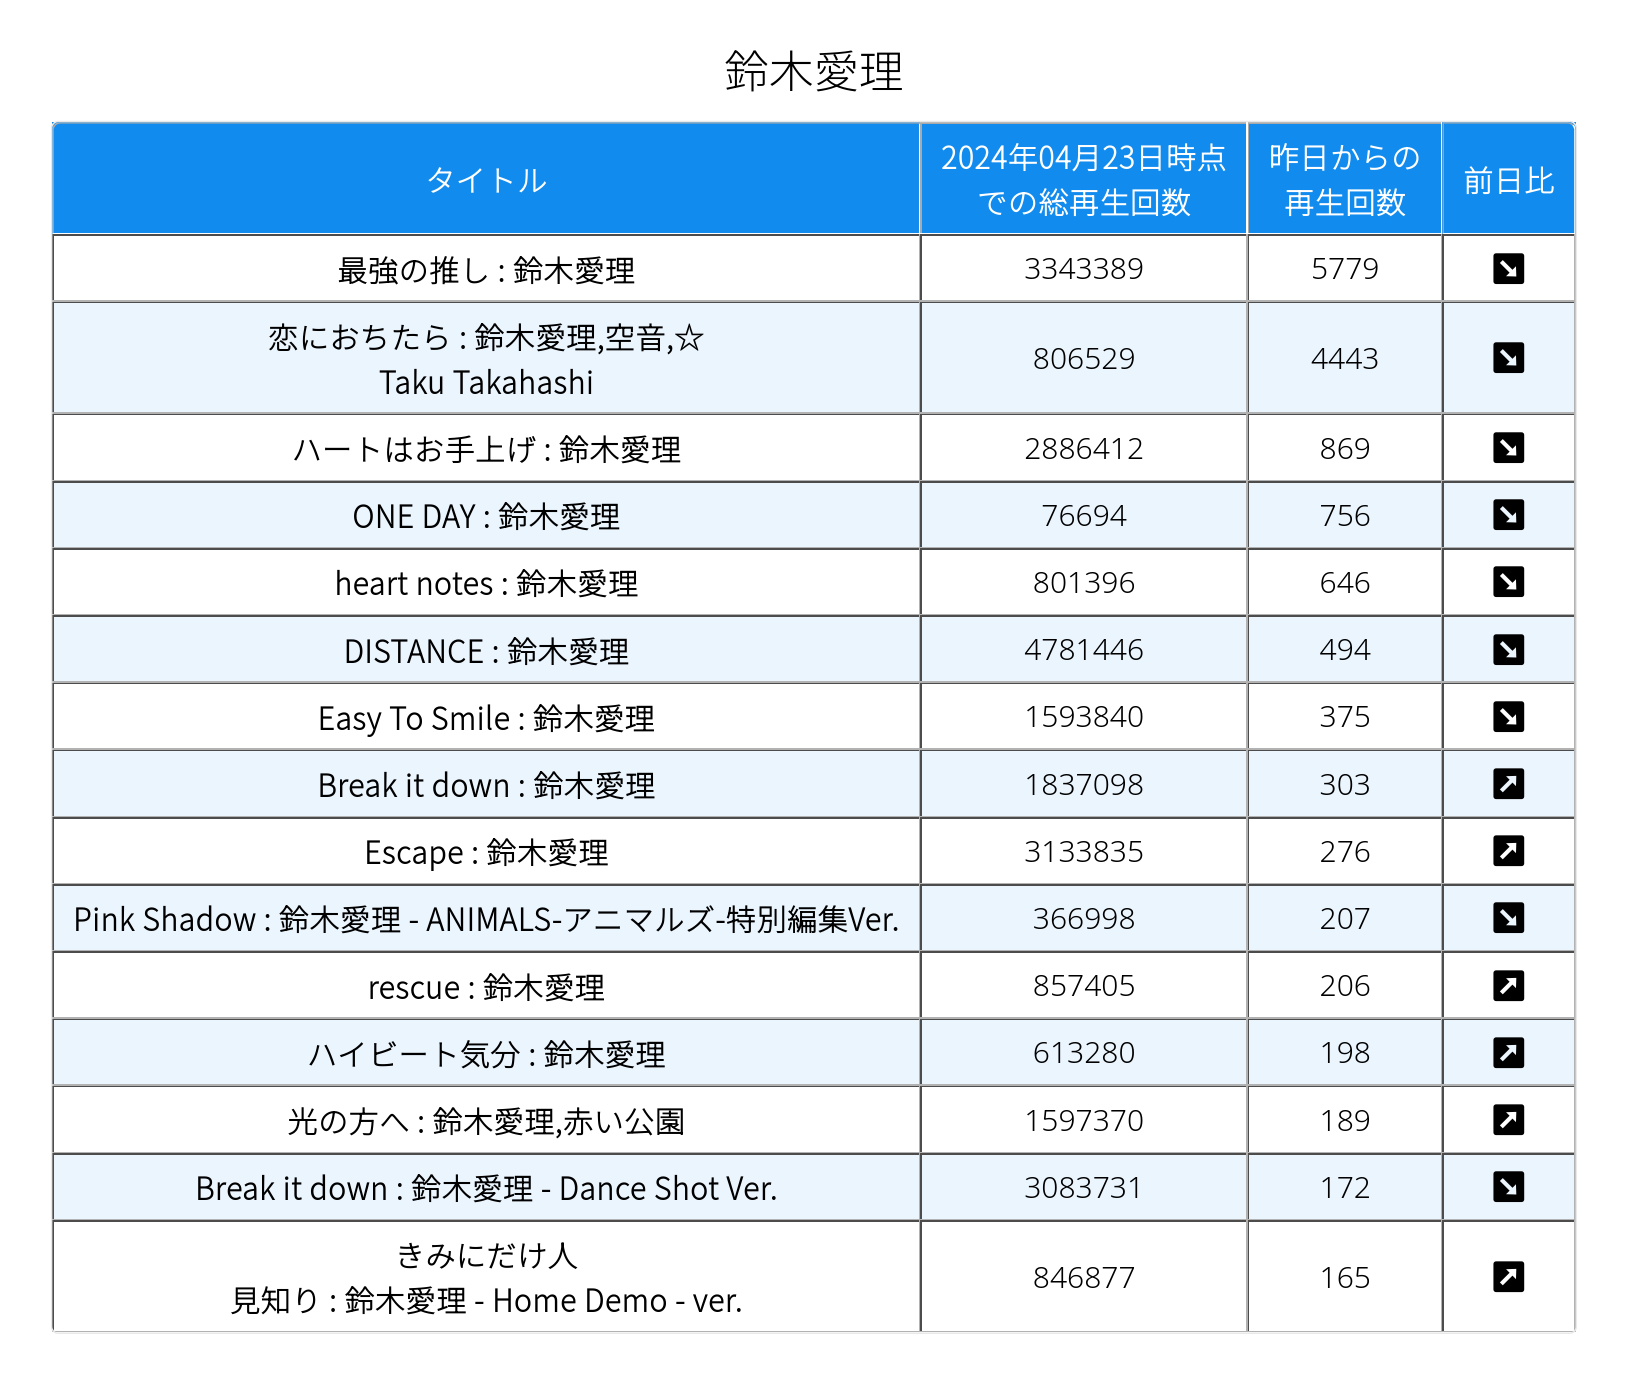 鈴木愛理
タイトル
2024年04月23日時点
での総再生回数
昨日からの
再生回数
前日比
最強の推し : 鈴木愛理 3343389 5779
恋におちたら : 鈴木愛理,空音,☆
Taku Takahashi
806529 4443
ハートはお手上げ : 鈴木愛理 2886412 869
ONE DAY : 鈴木愛理 76694 756
heart notes : 鈴木愛理 801396 646
DISTANCE : 鈴木愛理 4781446 494
Easy To Smile : 鈴木愛理 1593840 375
Break it down : 鈴木愛理 1837098 303
Escape : 鈴木愛理 3133835 276
Pink Shadow : 鈴木愛理 - ANIMALS-アニマルズ-特別編集Ver. 366998 207
rescue : 鈴木愛理 857405 206
ハイビート気分 : 鈴木愛理 613280 198
光の方へ : 鈴木愛理,赤い公園 1597370 189
Break it down : 鈴木愛理 - Dance Shot Ver. 3083731 172
きみにだけ人
見知り : 鈴木愛理 - Home Demo - ver.
846877 165